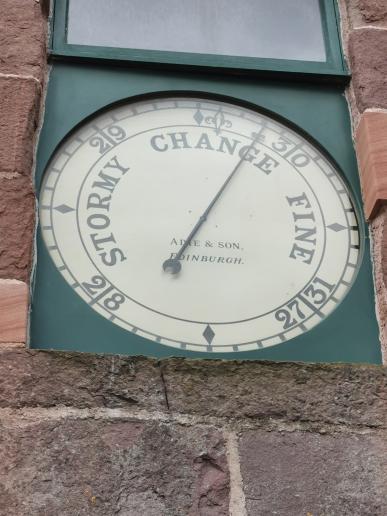 29
30
CHANGE
STORMY
FINE
ADIE & SON,
EDINBURGH.
28
27
31